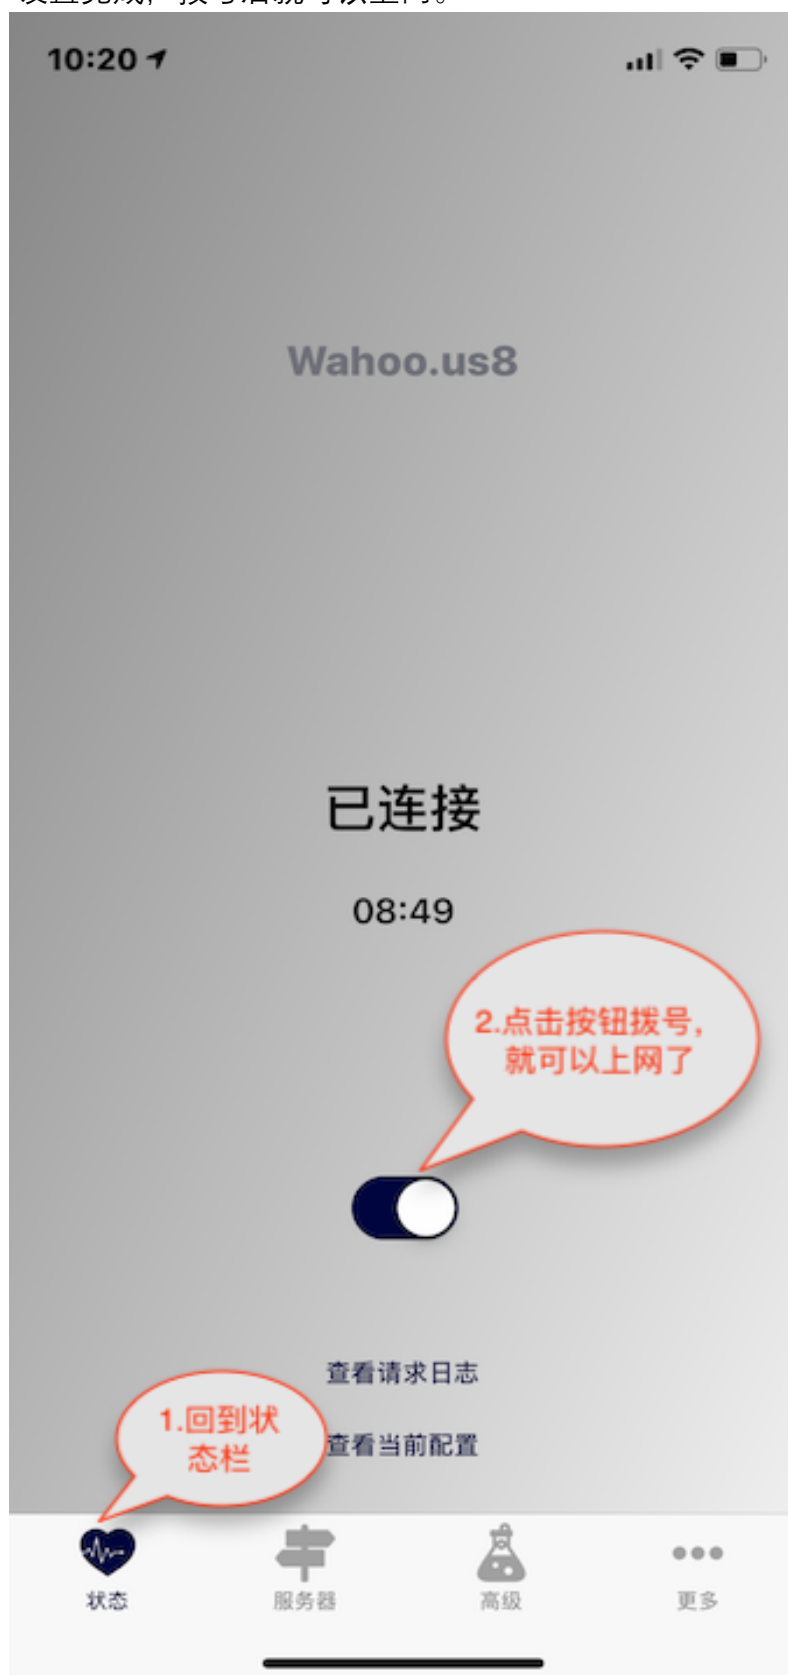 10:20
Wahoo.us8
已连接
08:49
2.点击按钮拨号，
就可以上网了
查看请求日志
1.回到状
态栏
查看当前配置
状态
服务器
高级
更多